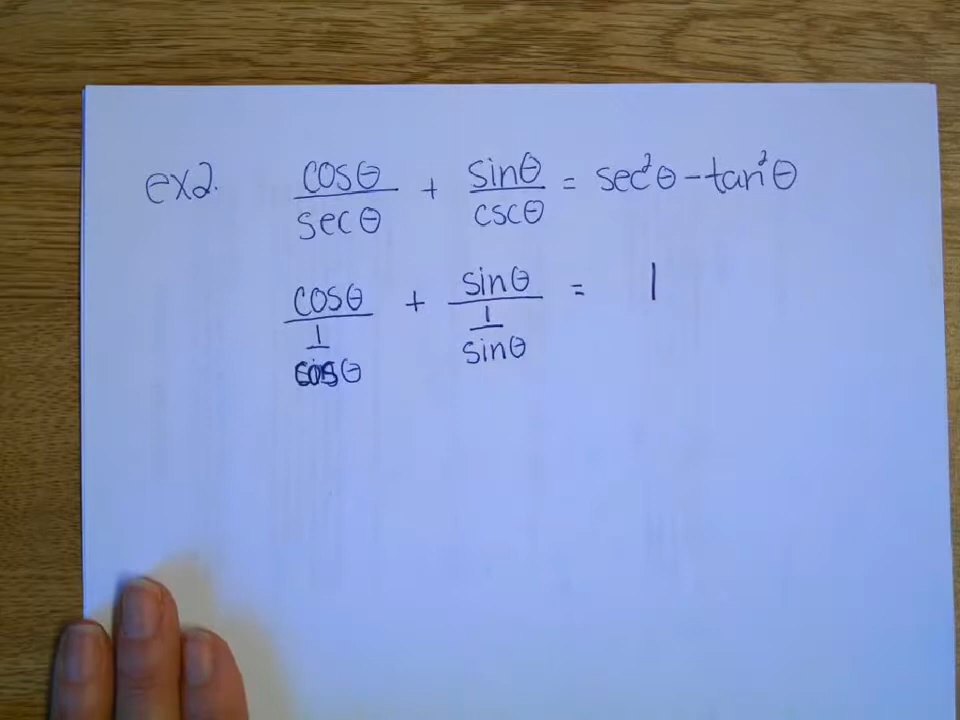 ex2. cosθ/secθ + sinθ/cscθ = sec²θ - tan²θ
cosθ/(1/cosθ) + sinθ/(1/sinθ) = 1